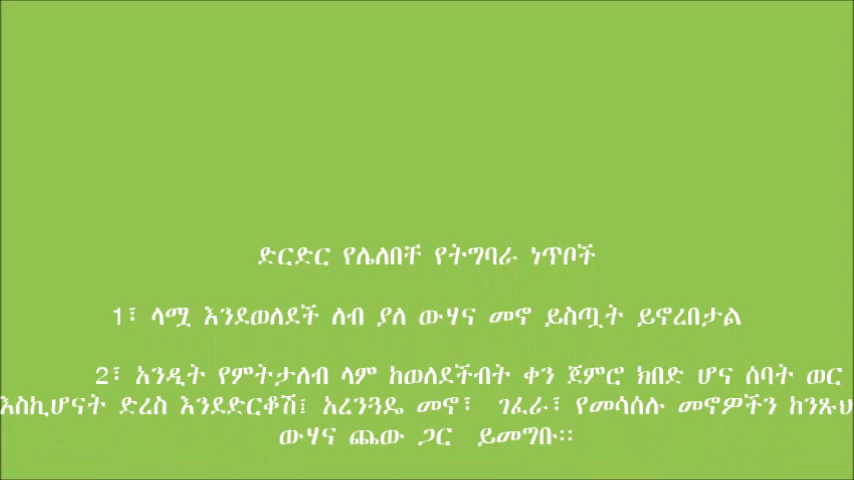 ድርድር የሌለበቸ የትግባራ ነጥቦች
1፣ ላሟ እንደወለደች ለብ ያለ ውሃና መኖ ይስጧት ይኖረበታል
2፣ አንዲት የምትታለብ ላም ከወለደችብት ቀን ጀምሮ ክበድ ሆና ሰባት ወር
እስኪሆናት ድረስ እንደድርቆሽ፤ አረንጓዴ መኖ፣ ገፈራ፣ የመሳሰሉ መኖዎችን ከንጹህ
ውሃና ጨው ጋር ይመግቡ።